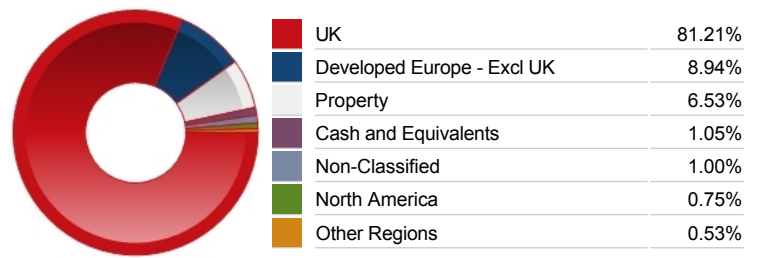 UK 81.21%
Developed Europe - Excl UK 8.94%
Property 6.53%
Cash and Equivalents 1.05%
Non-Classified 1.00%
North America 0.75%
Other Regions 0.53%